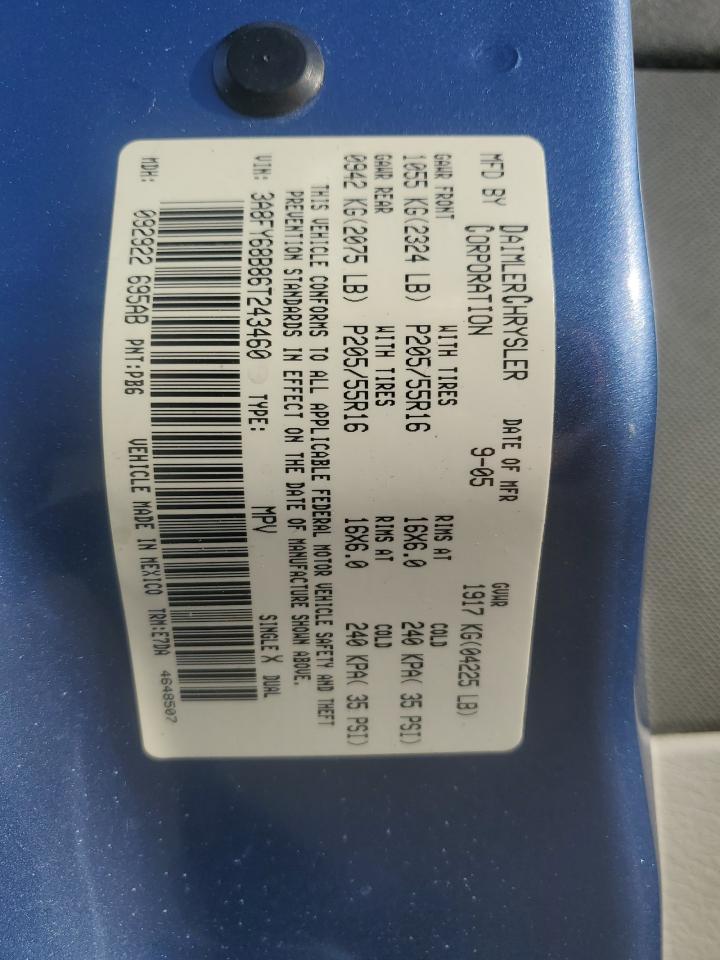 MFD BY DAIMLERCHRYSLER CORPORATION DATE OF MFR 9-05 GVWR 1917 KG(04225 LB)
GAWR FRONT WITH TIRES RIMS AT COLD
1055 KG(2324 LB) P205/55R16 16X6.0 240 KPA( 35 PSI)
GAWR REAR WITH TIRES RIMS AT COLD
0942 KG(2075 LB) P205/55R16 16X6.0 240 KPA( 35 PSI)
THIS VEHICLE CONFORMS TO ALL APPLICABLE FEDERAL MOTOR VEHICLE SAFETY AND THEFT
PREVENTION STANDARDS IN EFFECT ON THE DATE OF MANUFACTURE SHOWN ABOVE.
VIN: 3A8FY68B86T243460 TYPE: MPV SINGLE X DUAL
MDH: 092922 695AB PNT:PB6 VEHICLE MADE IN MEXICO TRM:E7DA 4648507